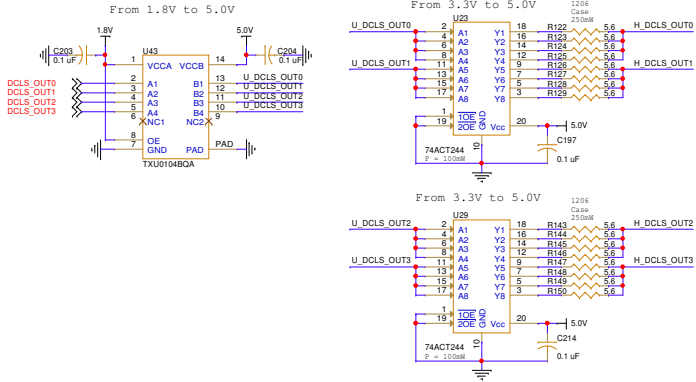 From 1.8V to 5.0V
1.8V
5.0V
C203
0.1 uF
U43
C204
0.1 uF
1 VCCA VCCB 14
DCLS_OUT0 2 A1 B1 13 U_DCLS_OUT0
DCLS_OUT1 3 A2 B2 12 U_DCLS_OUT1
DCLS_OUT2 4 A3 B3 11 U_DCLS_OUT2
DCLS_OUT3 5 A4 B4 10 U_DCLS_OUT3
6 NC1 NC2 9
8 OE
7 GND PAD PAD
TXU0104BQA
From 3.3V to 5.0V
1206
Case
250mW
U23
U_DCLS_OUT0 2 A1 Y1 18 R122 5.6 H_DCLS_OUT0
4 A2 Y2 16 R123 5.6
6 A3 Y3 14 R124 5.6
8 A4 Y4 12 R125 5.6
U_DCLS_OUT1 11 A5 Y5 9 R126 5.6 H_DCLS_OUT1
13 A6 Y6 7 R127 5.6
15 A7 Y7 5 R128 5.6
17 A8 Y8 3 R129 5.6
1 1OE
19 2OE GND Vcc 20 5.0V
10
C197
0.1 uF
74ACT244
P = 100mW
From 3.3V to 5.0V
1206
Case
250mW
U29
U_DCLS_OUT2 2 A1 Y1 18 R143 5.6 H_DCLS_OUT2
4 A2 Y2 16 R144 5.6
6 A3 Y3 14 R145 5.6
8 A4 Y4 12 R146 5.6
U_DCLS_OUT3 11 A5 Y5 9 R147 5.6 H_DCLS_OUT3
13 A6 Y6 7 R148 5.6
15 A7 Y7 5 R149 5.6
17 A8 Y8 3 R150 5.6
1 1OE
19 2OE GND Vcc 20 5.0V
10
C214
0.1 uF
74ACT244
P = 100mW